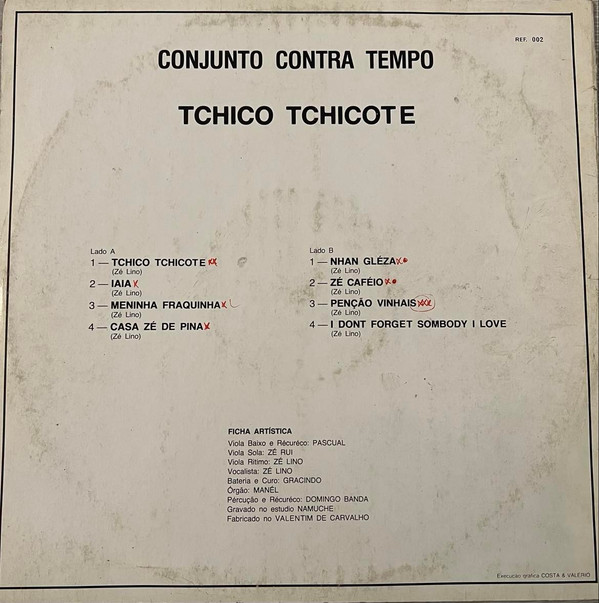 REF. 002
CONJUNTO CONTRA TEMPO
TCHICO TCHICOTE
Lado A
1 — TCHICO TCHICOTE xx
(Zé Lino)
2 — IAIA x
(Zé Lino)
3 — MENINHA FRAQUINHA x
(Zé Lino)
4 — CASA ZÉ DE PINA x
(Zé Lino)
Lado B
1 — NHAN GLÉZA x
(Zé Lino)
2 — ZÉ CAFÉIO x
(Zé Lino)
3 — PENÇÃO VINHAIS xxx
(Zé Lino)
4 — I DONT FORGET SOMBODY I LOVE
(Zé Lino)
FICHA ARTÍSTICA
Viola Baixo e Récuréco: PASCUAL
Viola Sola: ZÉ RUI
Viola Ritimo: ZÉ LINO
Vocalista: ZÉ LINO
Bateria e Curo: GRACINDO
Órgão: MANÉL
Pércução e Récuréco: DOMINGO BANDA
Gravado no estudio NAMUCHE
Fabricado no VALENTIM DE CARVALHO
Execução gráfica COSTA & VALÉRIO